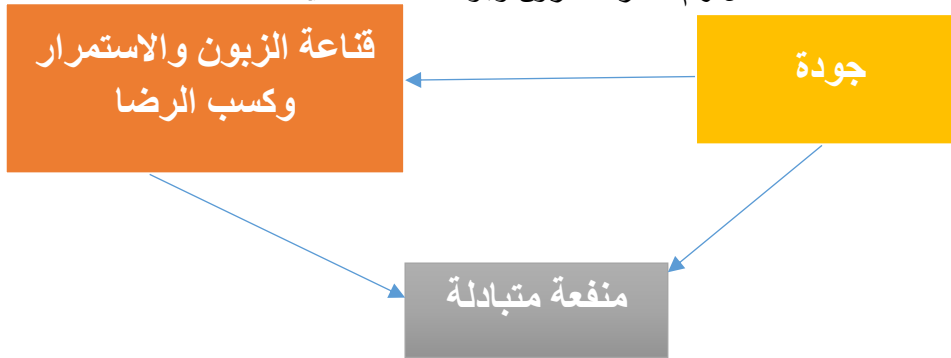 جودة
قناعة الزبون والاستمرار
وكسب الرضا
منفعة متبادلة